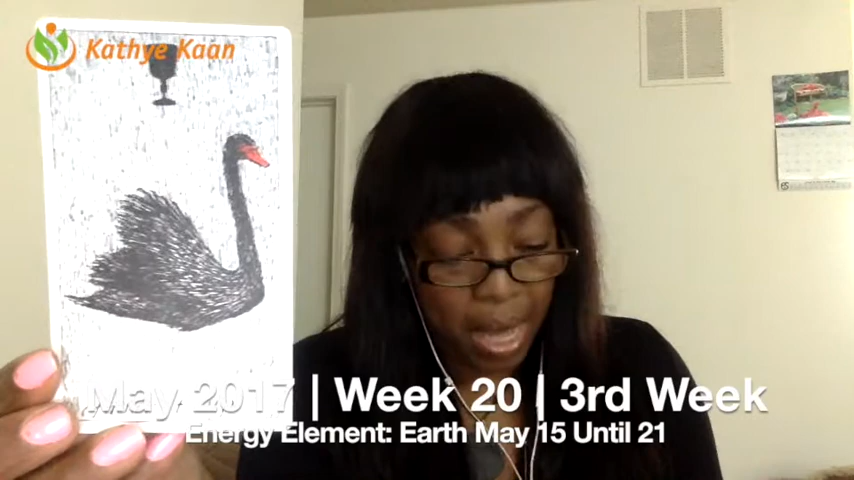 Kathye Kaan
May 2017 | Week 20 | 3rd Week
Energy Element: Earth May 15 Until 21